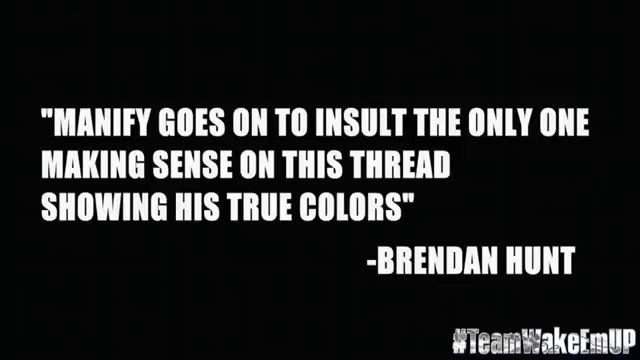 "MANIFY GOES ON TO INSULT THE ONLY ONE
MAKING SENSE ON THIS THREAD
SHOWING HIS TRUE COLORS"
-BRENDAN HUNT
#TeamWakeEmUP